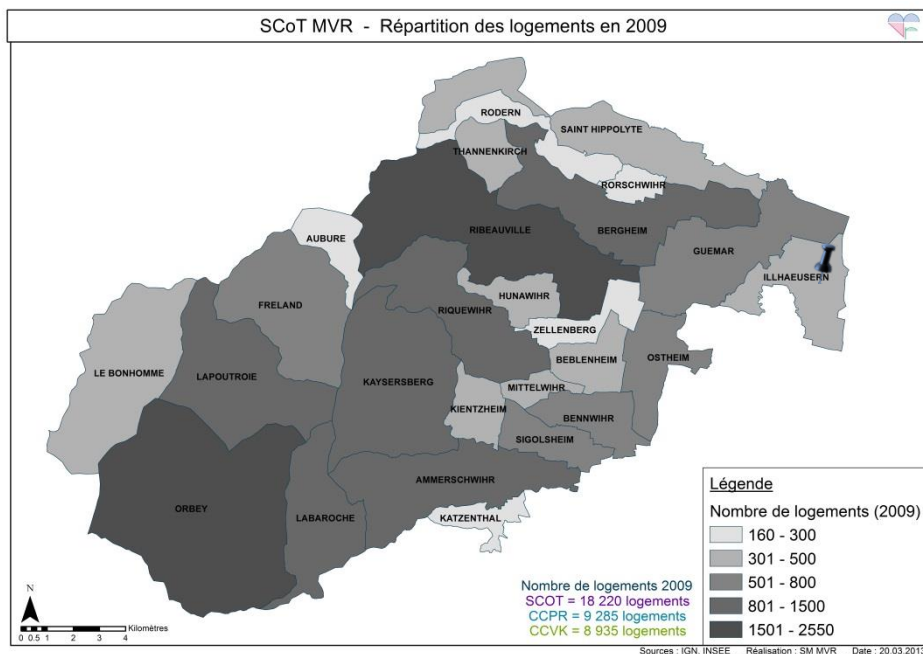 SCoT MVR - Répartition des logements en 2009
RODERN
SAINT HIPPOLYTE
THANNENKIRCH
RORSCHWIHR
AUBURE
RIBEAUVILLE
BERGHEIM
GUEMAR
ILLHAEUSERN
FRELAND
HUNAWIHR
RIQUEWIHR
ZELLENBERG
BEBLENHEIM
OSTHEIM
LE BONHOMME
LAPOUTROIE
KAYSERSBERG
MITTELWIHR
KIENTZHEIM
BENNWIHR
SIGOLSHEIM
AMMERSCHWIHR
ORBEY
LABAROCHE
KATZENTHAL
Légende
Nombre de logements (2009)
160 - 300
301 - 500
501 - 800
801 - 1500
1501 - 2550
Nombre de logements 2009
SCOT = 18 220 logements
CCPR = 9 285 logements
CCVK = 8 935 logements
N
Kilomètres
0 0.5 1 2 3 4
Sources : IGN, INSEE Réalisation : SM MVR Date : 20.03.2013